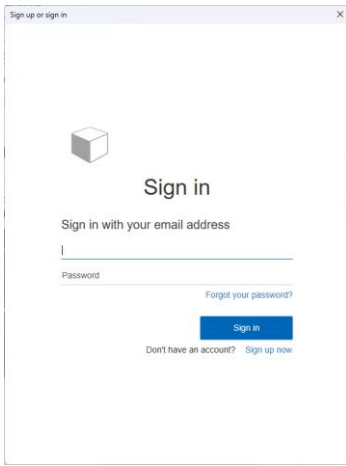 Sign up or sign in
Sign in
Sign in with your email address
Password
Forgot your password?
Sign in
Don't have an account? Sign up now